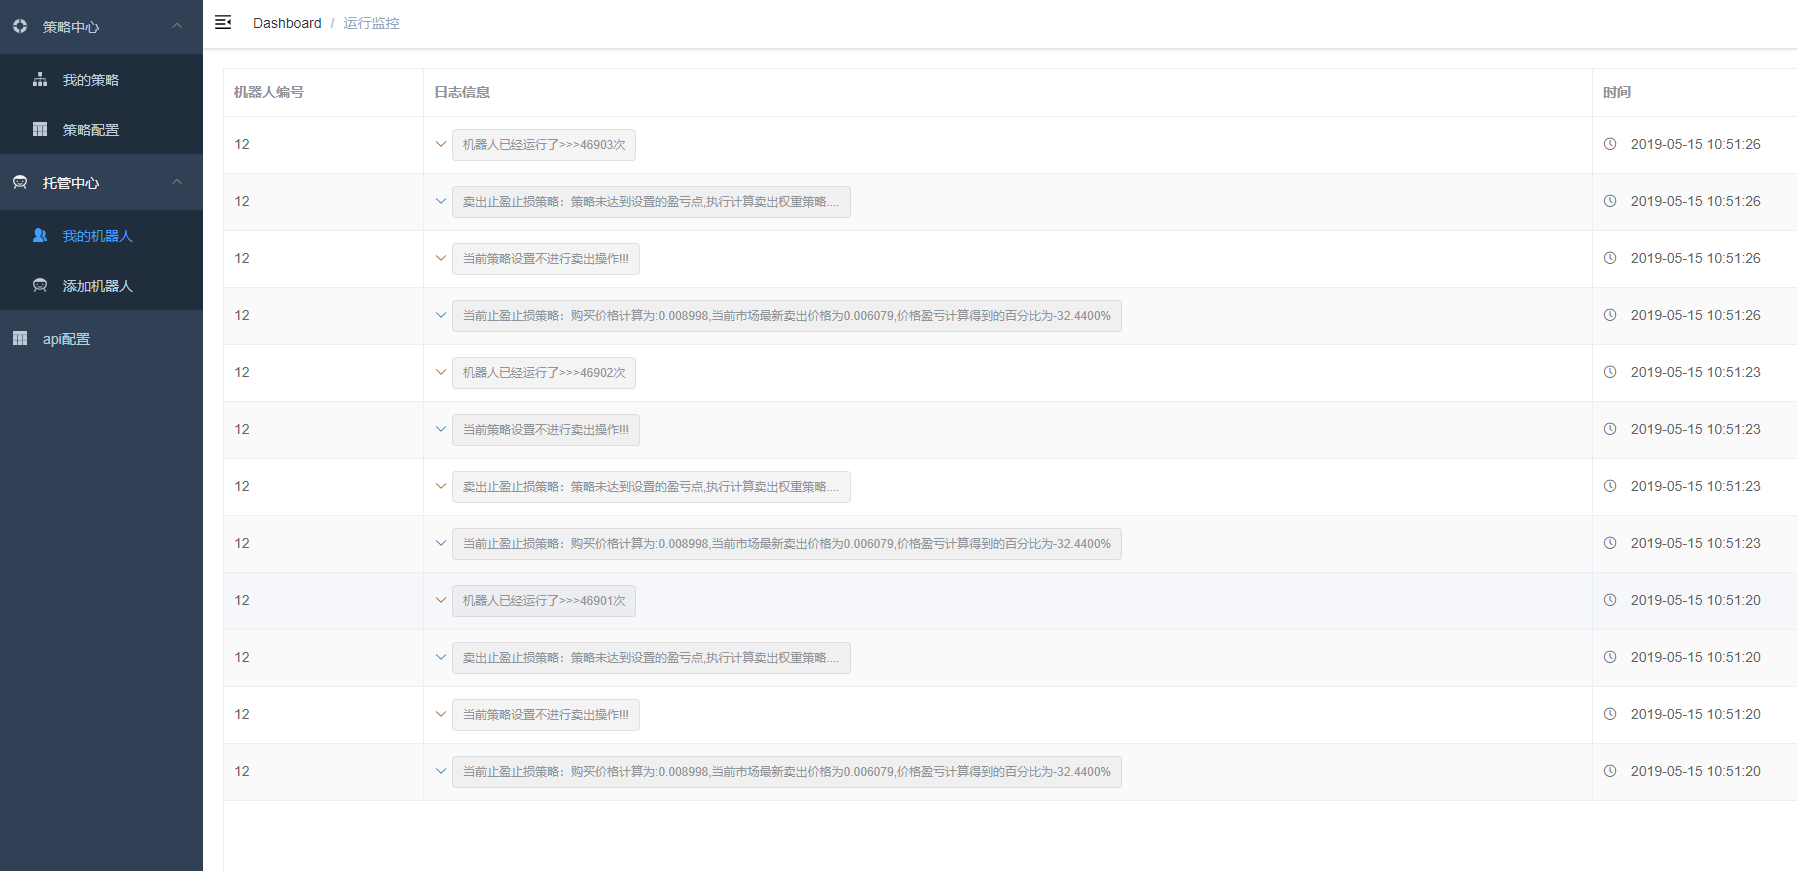 策略中心
我的策略
策略配置
托管中心
我的机器人
添加机器人
api配置
Dashboard / 运行监控
机器人编号 日志信息 时间
12 机器人已经运行了>>>46903次 2019-05-15 10:51:26
12 卖出止盈止损策略：策略未达到设置的盈亏点,执行计算卖出权重策略.... 2019-05-15 10:51:26
12 当前策略设置不进行卖出操作!!! 2019-05-15 10:51:26
12 当前止盈止损策略：购买价格计算为:0.008998,当前市场最新卖出价格为0.006079,价格盈亏计算得到的百分比为-32.4400% 2019-05-15 10:51:26
12 机器人已经运行了>>>46902次 2019-05-15 10:51:23
12 当前策略设置不进行卖出操作!!! 2019-05-15 10:51:23
12 卖出止盈止损策略：策略未达到设置的盈亏点,执行计算卖出权重策略.... 2019-05-15 10:51:23
12 当前止盈止损策略：购买价格计算为:0.008998,当前市场最新卖出价格为0.006079,价格盈亏计算得到的百分比为-32.4400% 2019-05-15 10:51:23
12 机器人已经运行了>>>46901次 2019-05-15 10:51:20
12 卖出止盈止损策略：策略未达到设置的盈亏点,执行计算卖出权重策略.... 2019-05-15 10:51:20
12 当前策略设置不进行卖出操作!!! 2019-05-15 10:51:20
12 当前止盈止损策略：购买价格计算为:0.008998,当前市场最新卖出价格为0.006079,价格盈亏计算得到的百分比为-32.4400% 2019-05-15 10:51:20